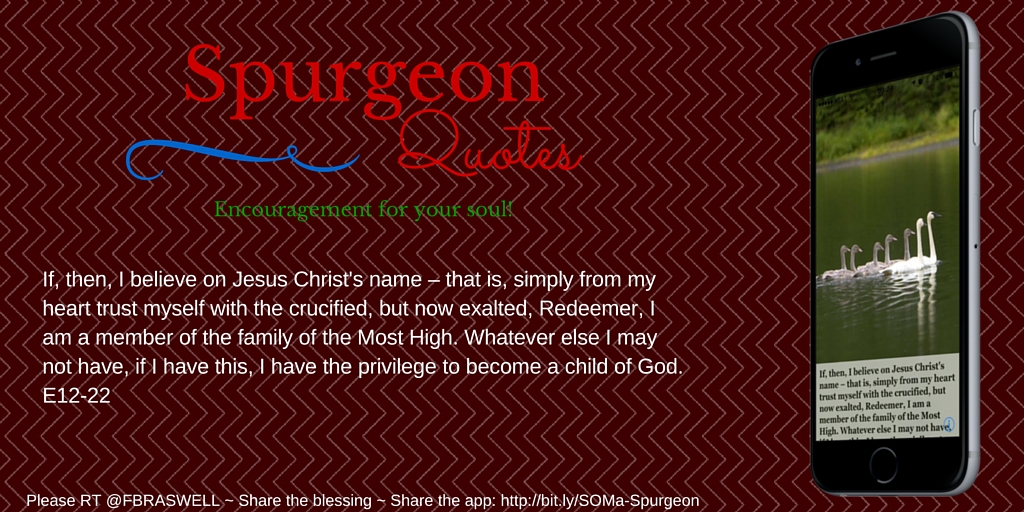 Spurgeon
Quotes
Encouragement for your soul!
If, then, I believe on Jesus Christ's name – that is, simply from my
heart trust myself with the crucified, but now exalted, Redeemer, I
am a member of the family of the Most High. Whatever else I may
not have, if I have this, I have the privilege to become a child of God.
E12-22
If, then, I believe on Jesus Christ's
name – that is, simply from my heart
trust myself with the crucified, but
now exalted, Redeemer, I am a
member of the family of the Most
High. Whatever else I may not have,
Please RT @FBRASWELL ~ Share the blessing ~ Share the app: http://bit.ly/SOMa-Spurgeon